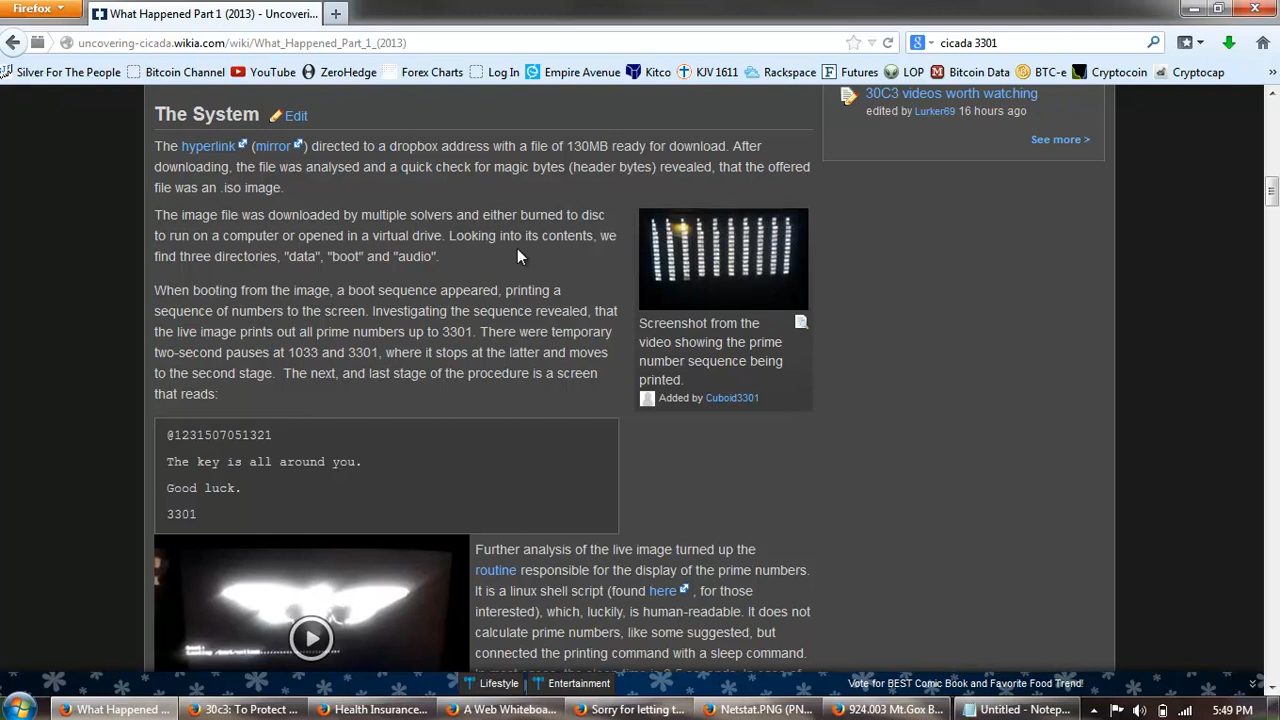 Firefox
What Happened Part 1 (2013) - Uncoveri...
uncovering-cicada.wikia.com/wiki/What_Happened_Part_1_(2013)
cicada 3301
Silver For The People Bitcoin Channel YouTube ZeroHedge Forex Charts Log In Empire Avenue Kitco KJV 1611 Rackspace Futures LOP Bitcoin Data BTC-e Cryptocoin Cryptocap »
The System Edit
30C3 videos worth watching
edited by Lurker69 16 hours ago
See more >
The hyperlink (mirror) directed to a dropbox address with a file of 130MB ready for download. After
downloading, the file was analysed and a quick check for magic bytes (header bytes) revealed, that the offered
file was an .iso image.
The image file was downloaded by multiple solvers and either burned to disc
to run on a computer or opened in a virtual drive. Looking into its contents, we
find three directories, "data", "boot" and "audio".
When booting from the image, a boot sequence appeared, printing a
sequence of numbers to the screen. Investigating the sequence revealed, that
the live image prints out all prime numbers up to 3301. There were temporary
two-second pauses at 1033 and 3301, where it stops at the latter and moves
to the second stage.  The next, and last stage of the procedure is a screen
that reads:
Screenshot from the
video showing the prime
number sequence being
printed.
Added by Cuboid3301
@1231507051321
The key is all around you.
Good luck.
3301
Further analysis of the live image turned up the
routine responsible for the display of the prime numbers.
It is a linux shell script (found here , for those
interested), which, luckily, is human-readable. It does not
calculate prime numbers, like some suggested, but
connected the printing command with a sleep command.
Lifestyle Entertainment Vote for BEST Comic Book and Favorite Food Trend!
What Happened ... 30c3: To Protect ... Health Insurance... A Web Whiteboa... Sorry for letting t... Netstat.PNG (PN... 924.003 Mt.Gox B... Untitled - Notep... 5:49 PM